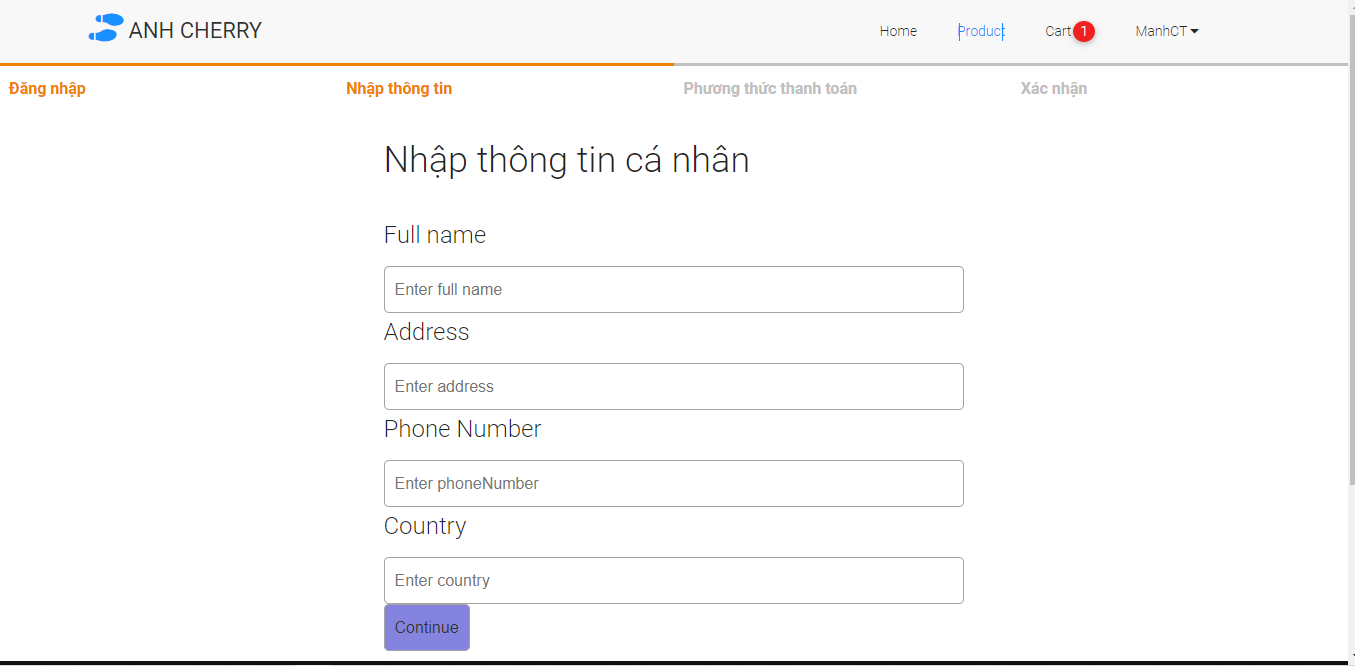 ANH CHERRY Home Product Cart 1 ManhCT
Đăng nhập Nhập thông tin Phương thức thanh toán Xác nhận
Nhập thông tin cá nhân
Full name
Enter full name
Address
Enter address
Phone Number
Enter phoneNumber
Country
Enter country
Continue